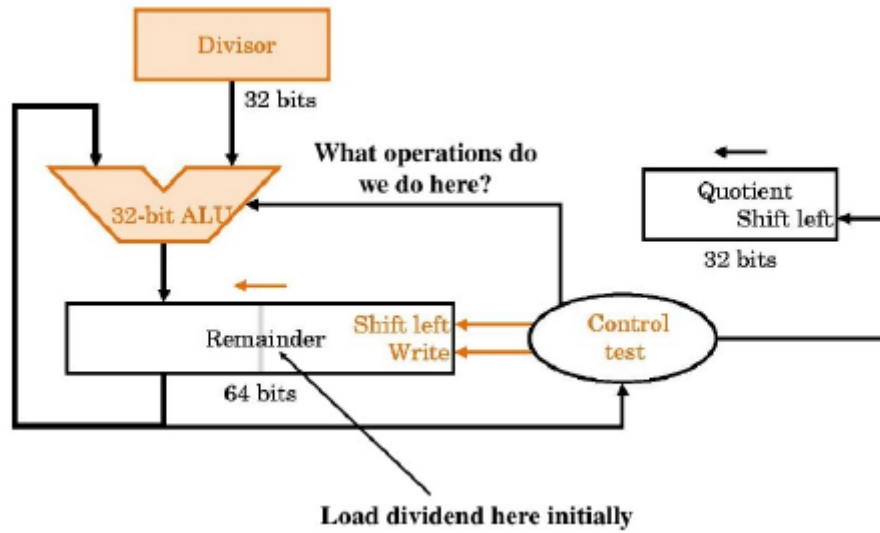 Divisor
32 bits
What operations do
we do here?
32-bit ALU
Quotient
Shift left
32 bits
Remainder
Shift left
Write
Control
test
64 bits
Load dividend here initially